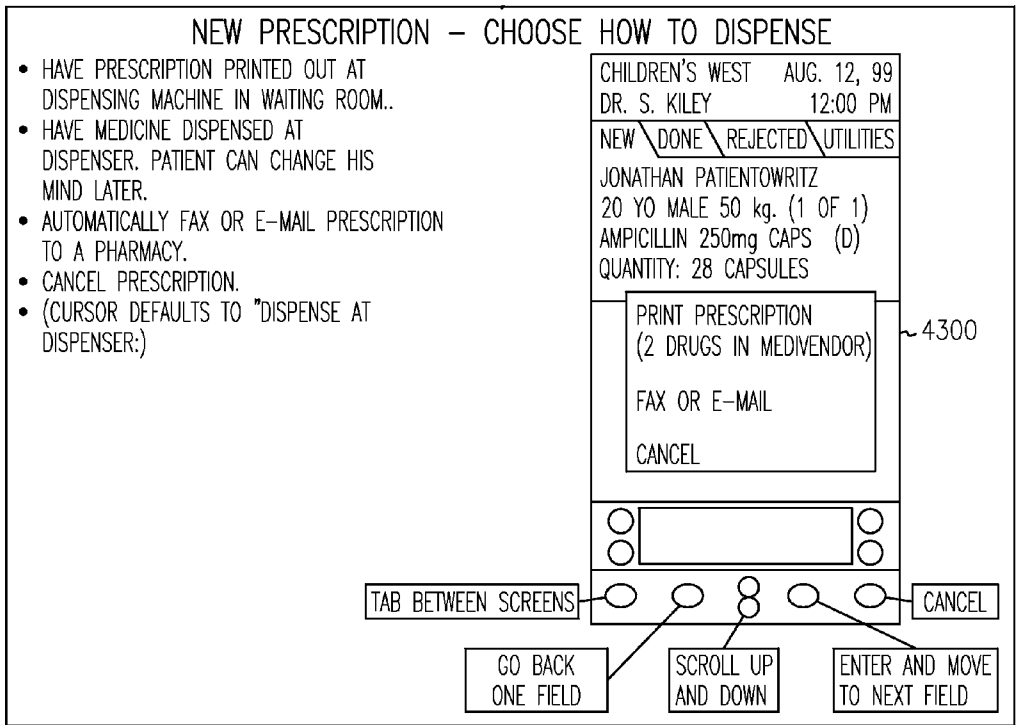 NEW PRESCRIPTION – CHOOSE HOW TO DISPENSE
• HAVE PRESCRIPTION PRINTED OUT AT
DISPENSING MACHINE IN WAITING ROOM..
• HAVE MEDICINE DISPENSED AT
DISPENSER. PATIENT CAN CHANGE HIS
MIND LATER.
• AUTOMATICALLY FAX OR E-MAIL PRESCRIPTION
TO A PHARMACY.
• CANCEL PRESCRIPTION.
• (CURSOR DEFAULTS TO "DISPENSE AT
DISPENSER:)
CHILDREN'S WEST AUG. 12, 99
DR. S. KILEY 12:00 PM
NEW DONE REJECTED UTILITIES
JONATHAN PATIENTOWRITZ
20 YO MALE 50 kg. (1 OF 1)
AMPICILLIN 250mg CAPS (D)
QUANTITY: 28 CAPSULES
PRINT PRESCRIPTION
(2 DRUGS IN MEDIVENDOR)
FAX OR E-MAIL
CANCEL
4300
TAB BETWEEN SCREENS
CANCEL
GO BACK
ONE FIELD
SCROLL UP
AND DOWN
ENTER AND MOVE
TO NEXT FIELD